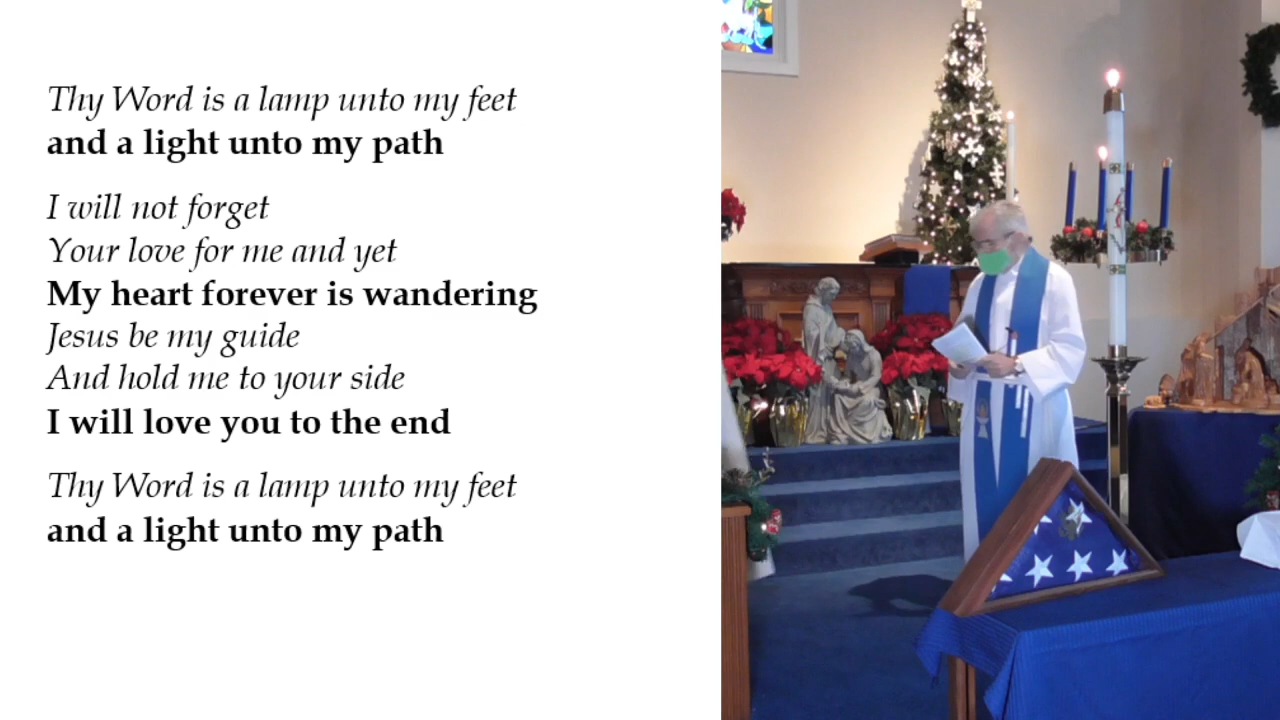 Thy Word is a lamp unto my feet
and a light unto my path
I will not forget
Your love for me and yet
My heart forever is wandering
Jesus be my guide
And hold me to your side
I will love you to the end
Thy Word is a lamp unto my feet
and a light unto my path